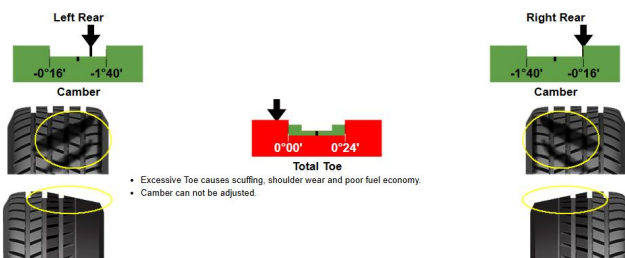 Left Rear
Right Rear
-0°16' -1°40'
-1°40' -0°16'
Camber
Camber
0°00' 0°24'
Total Toe
• Excessive Toe causes scuffing, shoulder wear and poor fuel economy.
• Camber can not be adjusted.